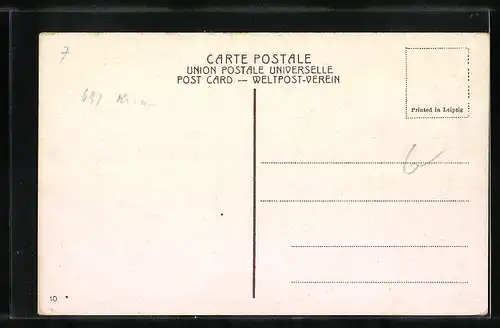 7
CARTE POSTALE
UNION POSTALE UNIVERSELLE
POST CARD — WELTPOST-VEREIN
Printed in Leipzig
10